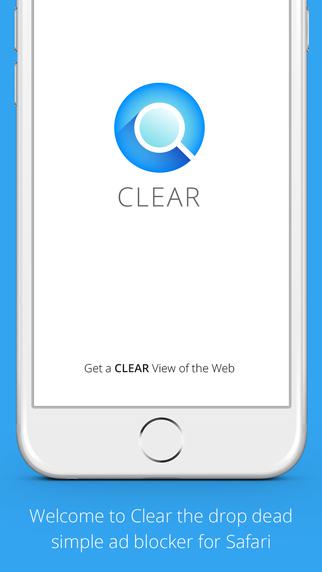 CLEAR
Get a CLEAR View of the Web
Welcome to Clear the drop dead
simple ad blocker for Safari